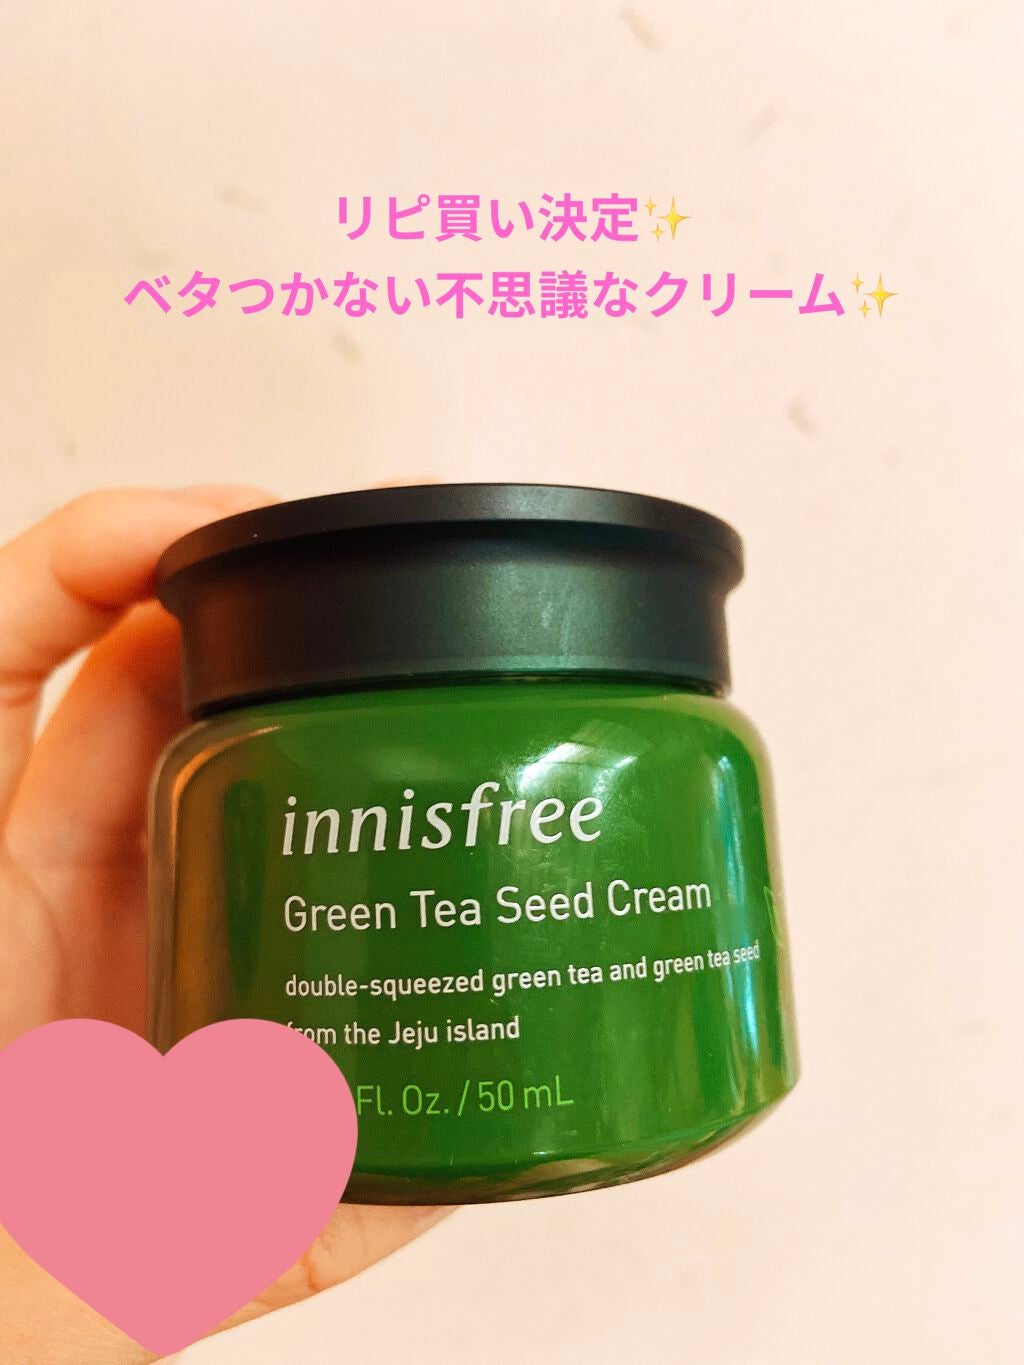 リピ買い決定✨
ベタつかない不思議なクリーム✨
innisfree
Green Tea Seed Cream
double-squeezed green tea and green tea seed
from the Jeju island
Fl. Oz. / 50 mL